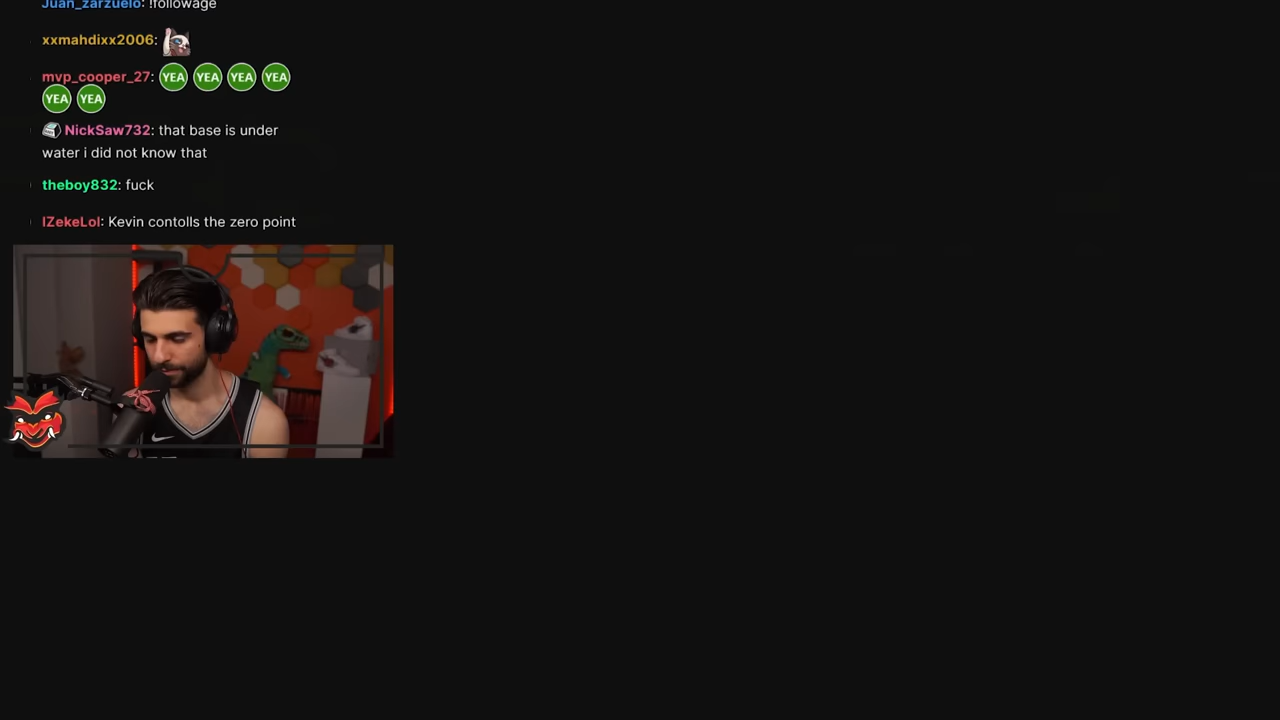 Juan_zarzuelo: !followage
xxmahdixx2006:
mvp_cooper_27: YEA YEA YEA YEA
YEA YEA
NickSaw732: that base is under
water i did not know that
theboy832: fuck
IZekeLol: Kevin contolls the zero point